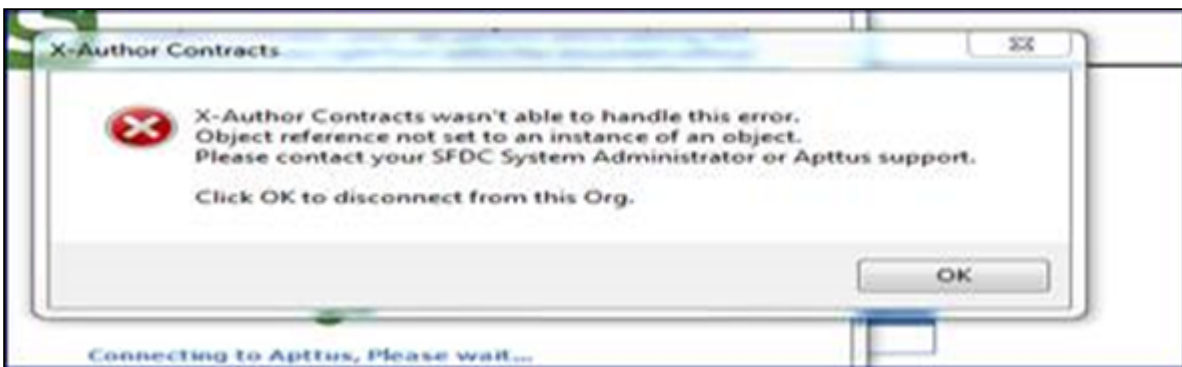 X-Author Contracts
X-Author Contracts wasn't able to handle this error.
Object reference not set to an instance of an object.
Please contact your SFDC System Administrator or Apttus support.
Click OK to disconnect from this Org.
OK
Connecting to Apttus, Please wait...